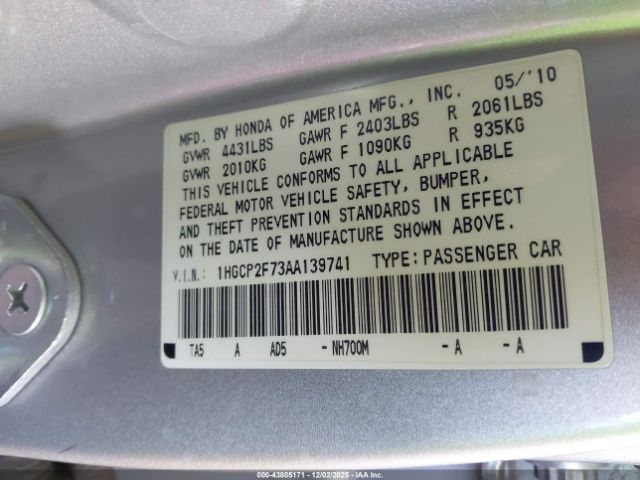 MFD. BY HONDA OF AMERICA MFG., INC. 05/'10
GVWR 4431LBS GAWR F 2403LBS R 2061LBS
GVWR 2010KG GAWR F 1090KG R 935KG
THIS VEHICLE CONFORMS TO ALL APPLICABLE
FEDERAL MOTOR VEHICLE SAFETY, BUMPER,
AND THEFT PREVENTION STANDARDS IN EFFECT
ON THE DATE OF MANUFACTURE SHOWN ABOVE.
V.I.N.: 1HGCP2F73AA139741 TYPE:PASSENGER CAR
TA5 A AD5 -NH700M -A -A
000-43805171 - 12/02/2025 - IAA Inc.